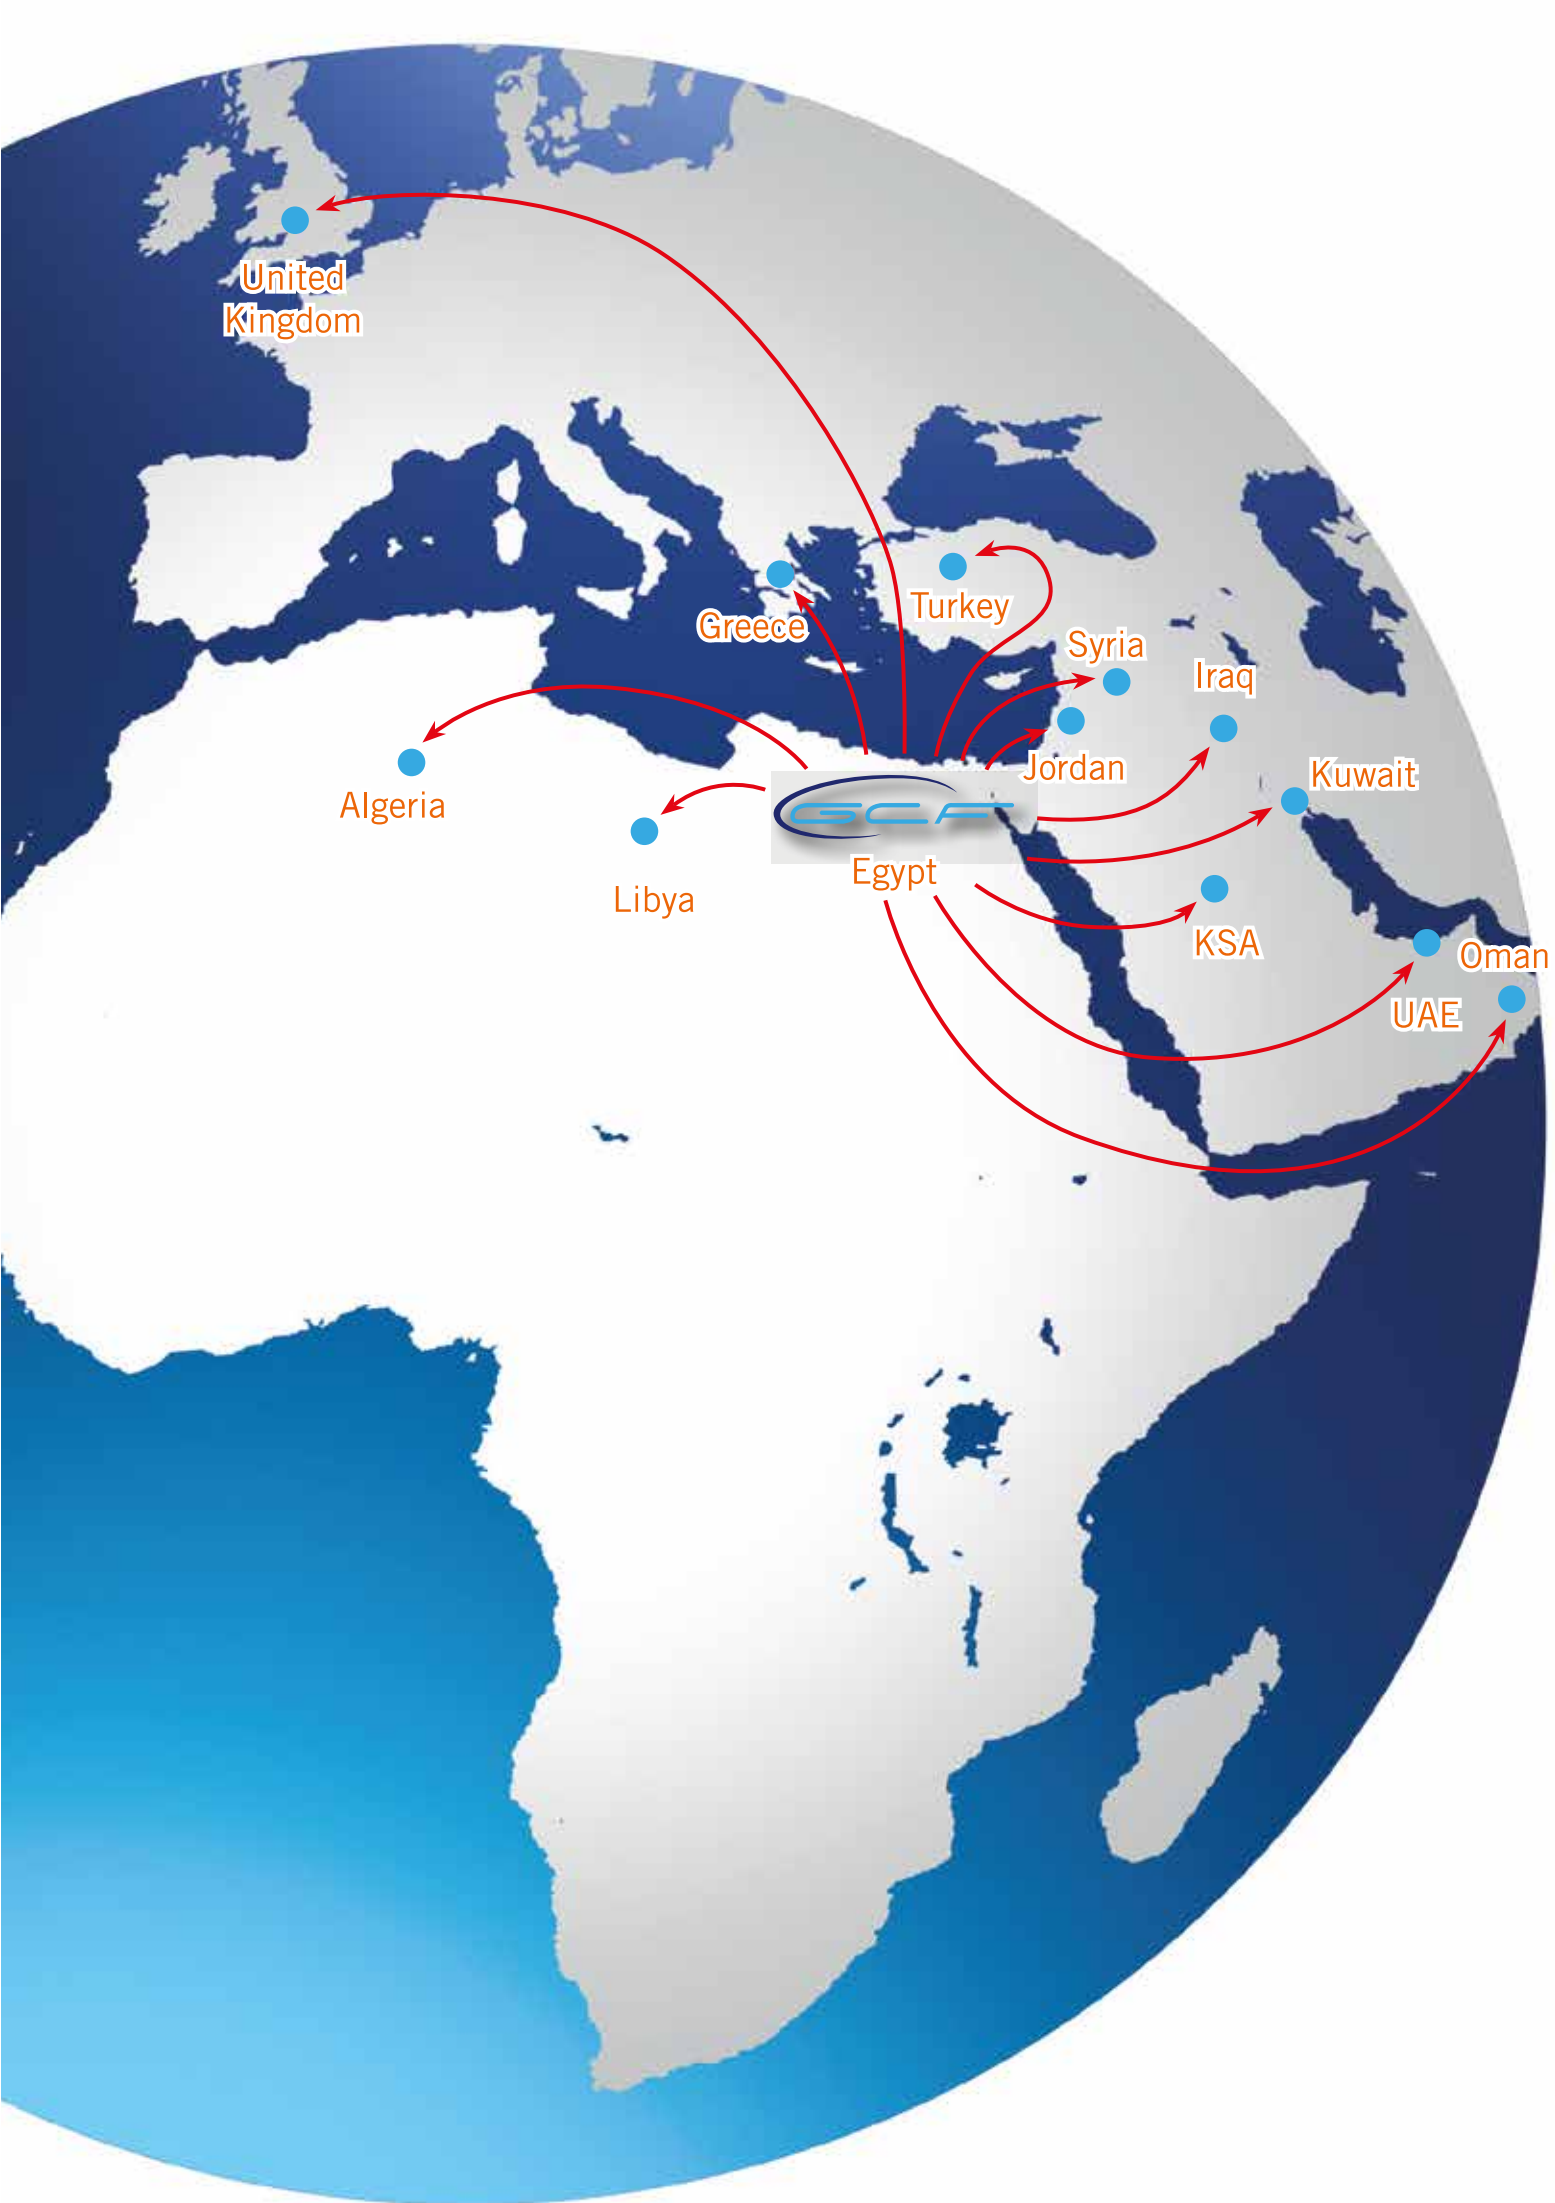 United
Kingdom
Turkey
Greece
Syria
Iraq
Jordan
Kuwait
Algeria
GCF
Egypt
Libya
KSA
Oman
UAE